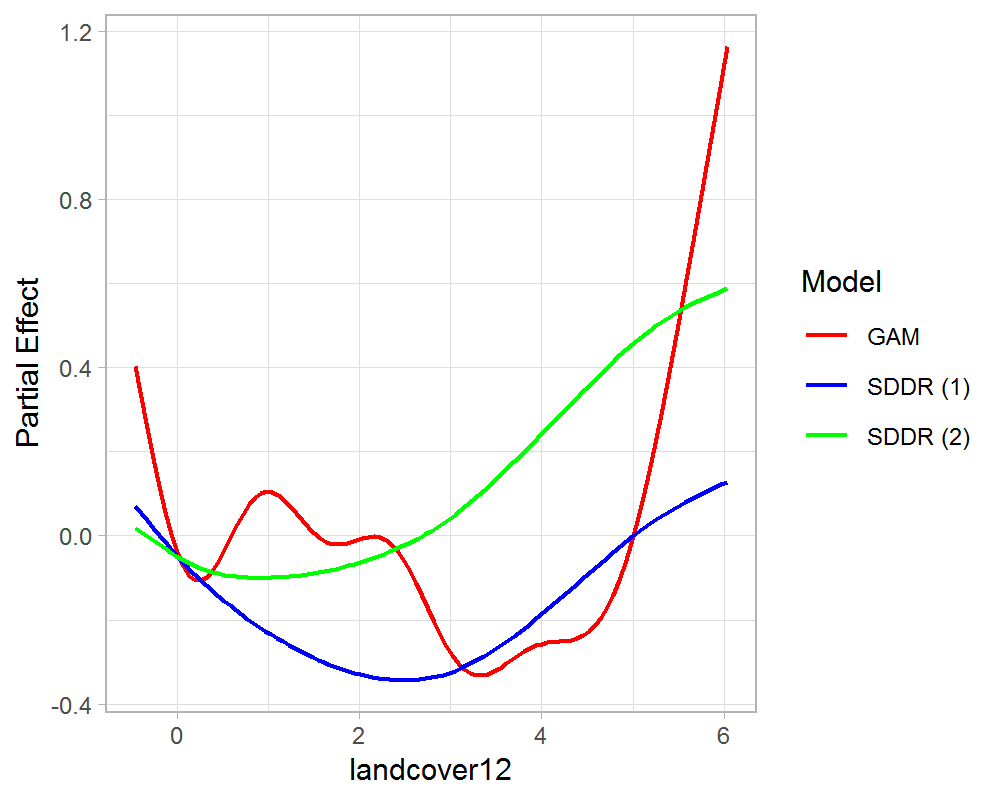 1.2
0.8
0.4
0.0
-0.4
Partial Effect
0 2 4 6
landcover12
Model
GAM
SDDR (1)
SDDR (2)